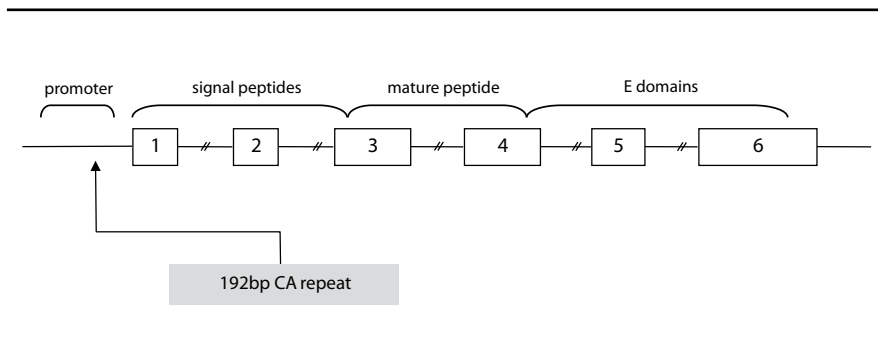 promoter
signal peptides
mature peptide
E domains
1
2
3
4
5
6
192bp CA repeat